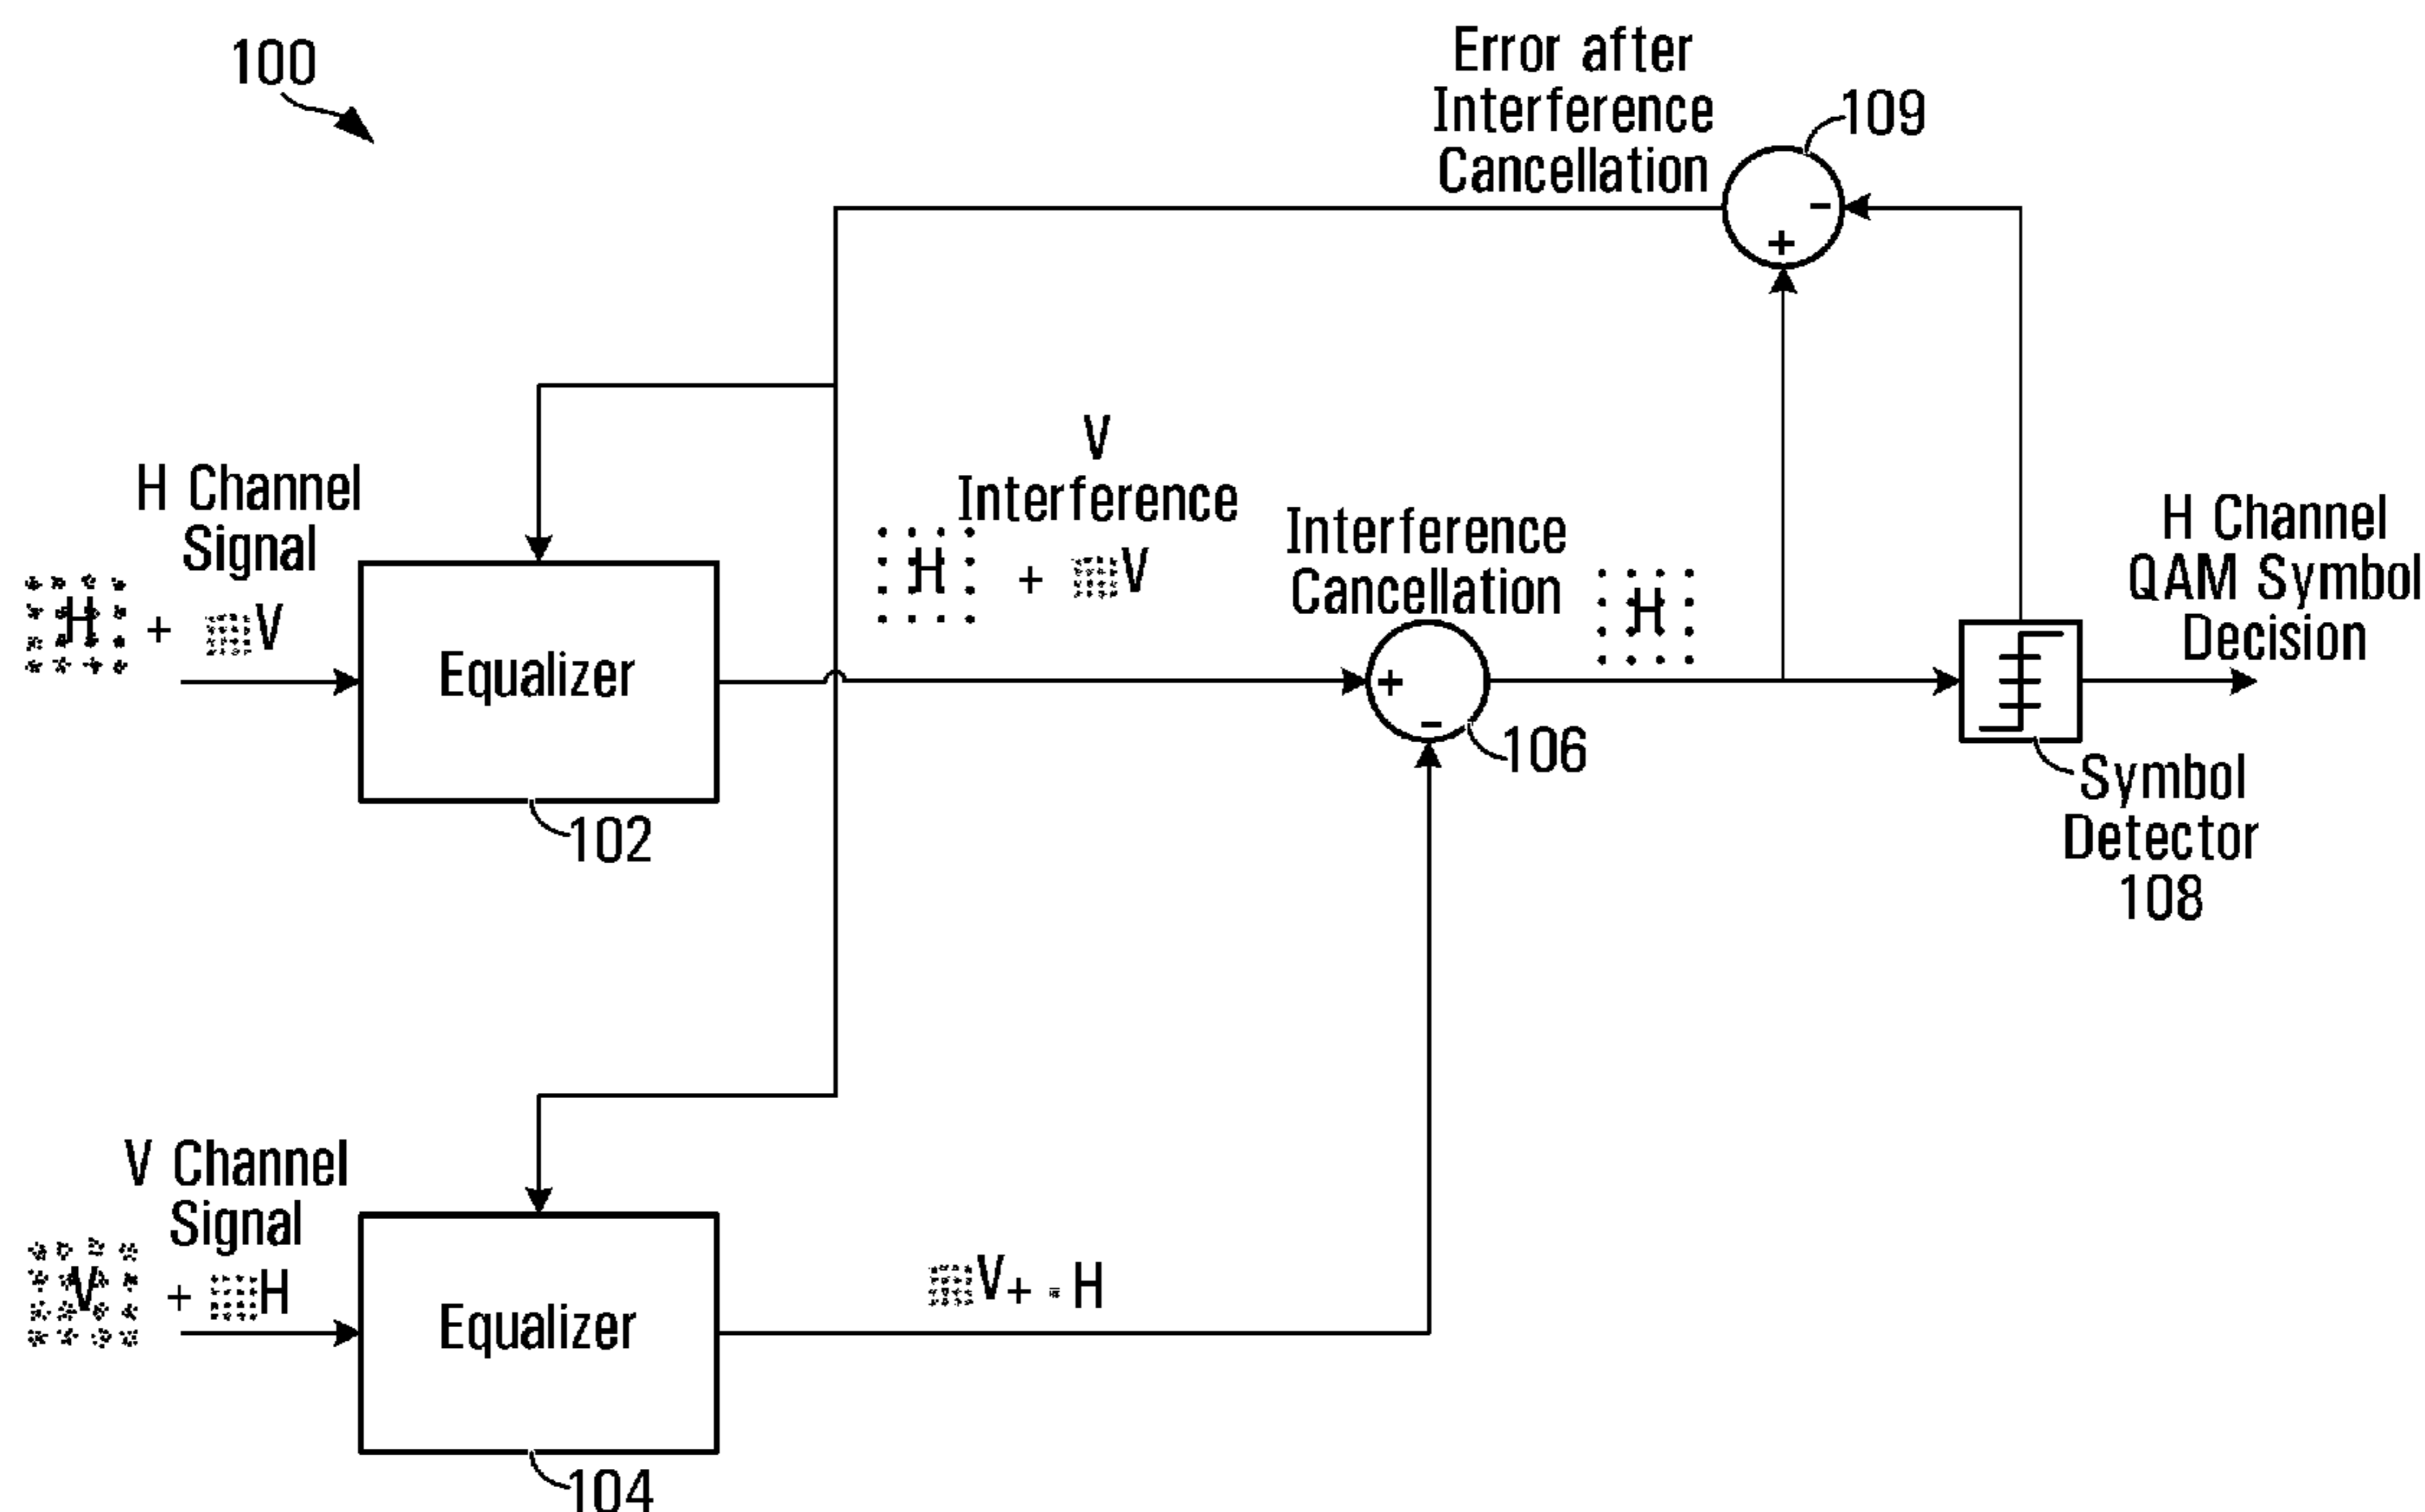 100
Error after
Interference
Cancellation
109
-
+
V
Interference
H + V
H Channel
Signal
H + V
Equalizer
102
Interference
Cancellation
H
+
-
106
H Channel
QAM Symbol
Decision
Symbol
Detector
108
V Channel
Signal
V + H
Equalizer
104
V + H